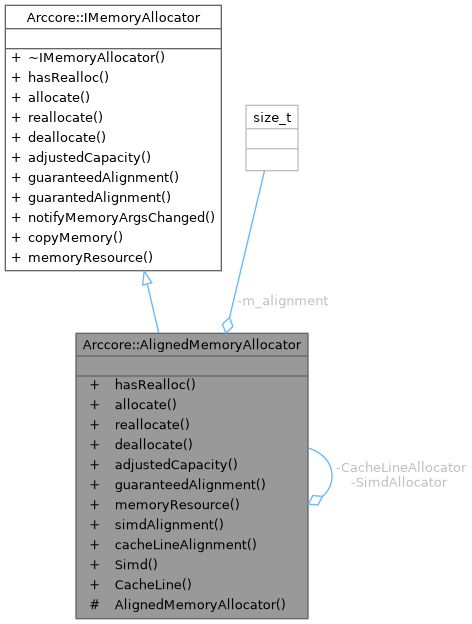 Arccore::IMemoryAllocator
+ ~IMemoryAllocator()
+ hasRealloc()
+ allocate()
+ reallocate()
+ deallocate()
+ adjustedCapacity()
+ guaranteedAlignment()
+ guarantedAlignment()
+ notifyMemoryArgsChanged()
+ copyMemory()
+ memoryResource()
size_t
-m_alignment
Arccore::AlignedMemoryAllocator
+ hasRealloc()
+ allocate()
+ reallocate()
+ deallocate()
+ adjustedCapacity()
+ guaranteedAlignment()
+ memoryResource()
+ simdAlignment()
+ cacheLineAlignment()
+ Simd()
+ CacheLine()
# AlignedMemoryAllocator()
-CacheLineAllocator
-SimdAllocator